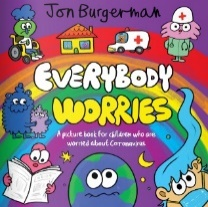 Jon Burgerman
EVERYBODY
WORRIES
A picture book for children who are
worried about Coronavirus